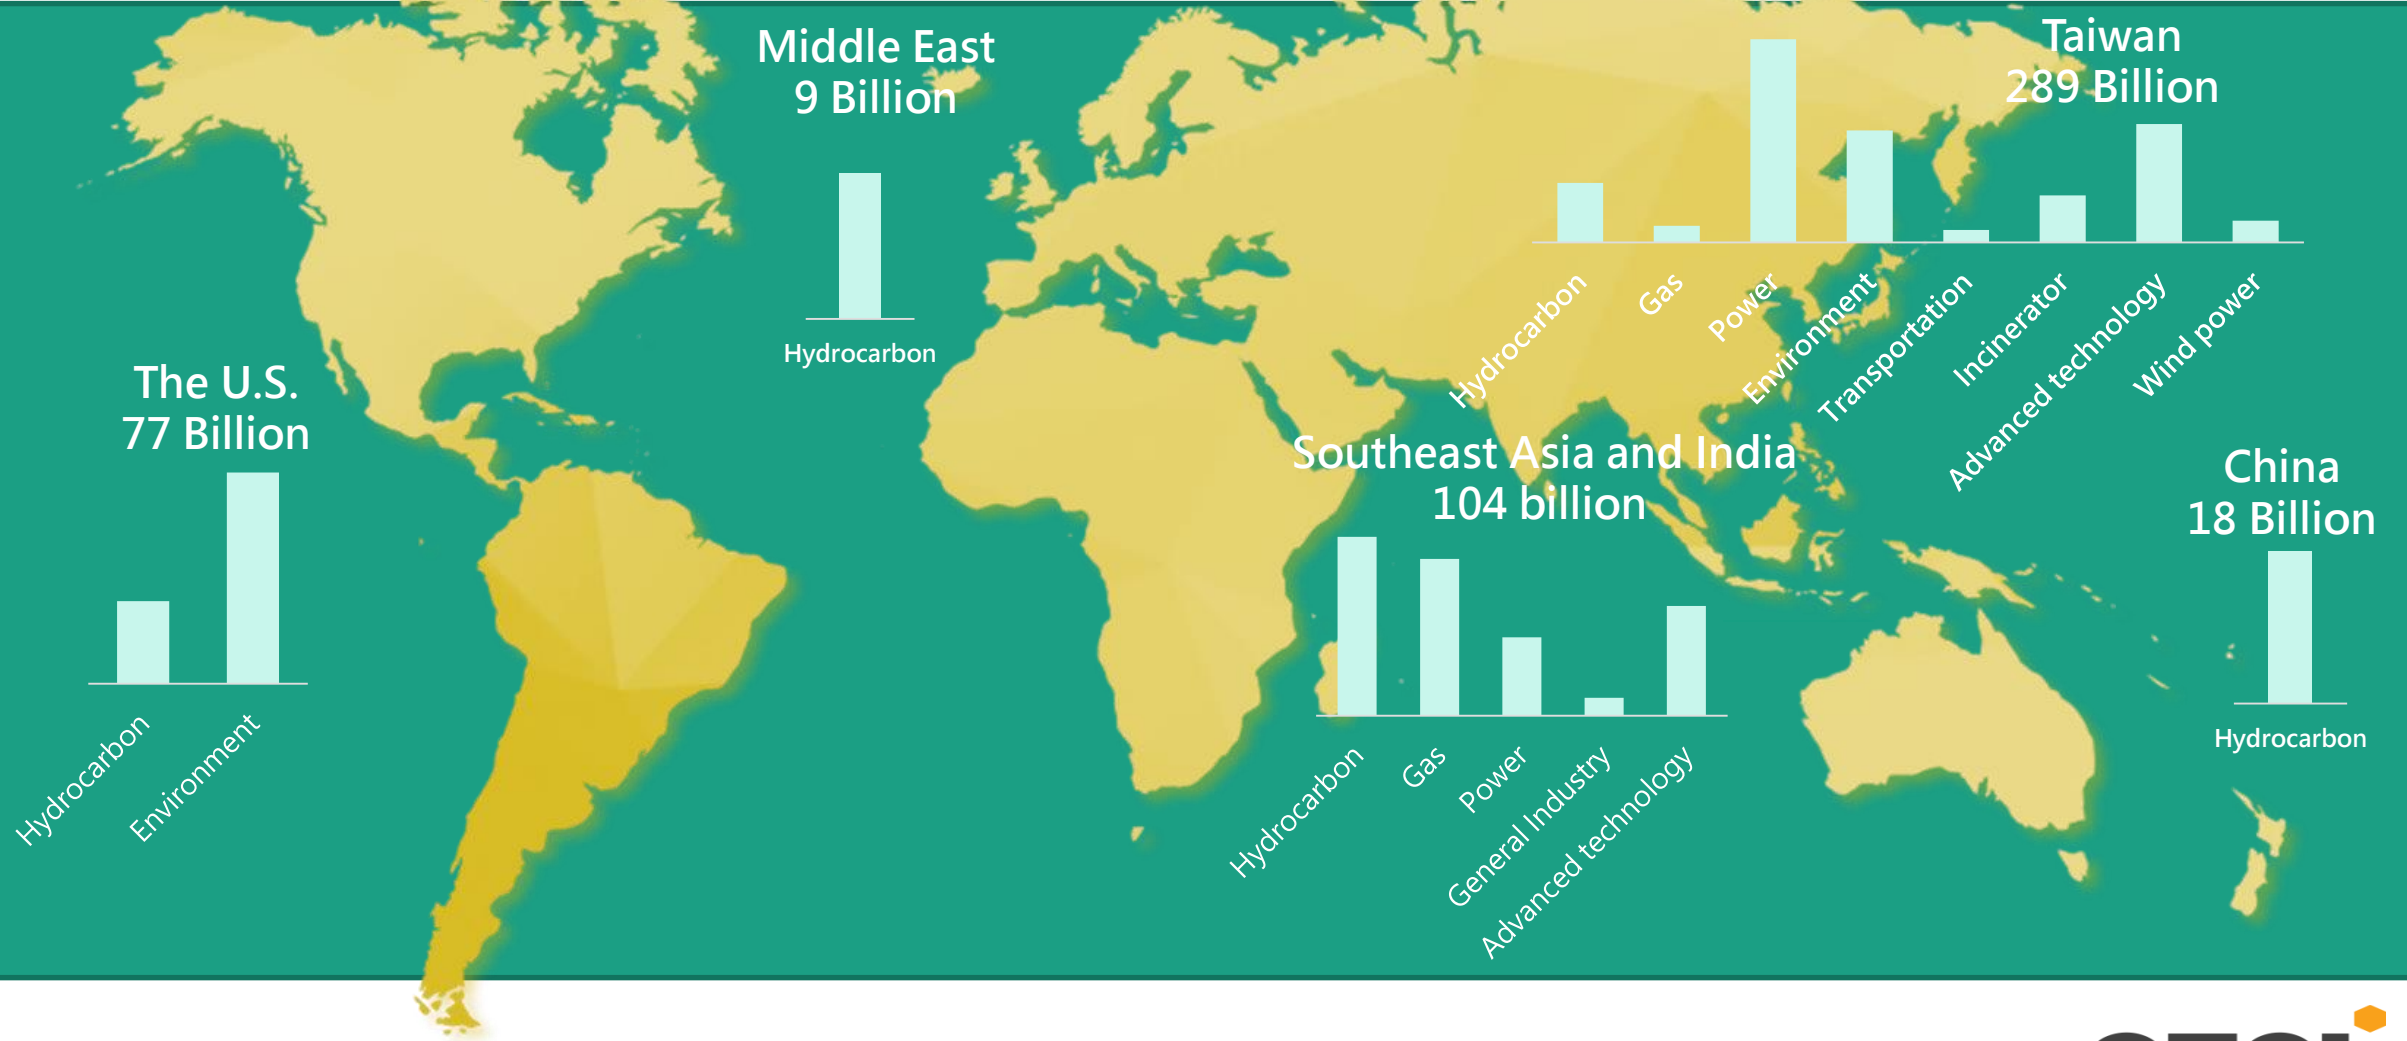 Middle East
9 Billion
Hydrocarbon
Taiwan
289 Billion
Hydrocarbon
Gas
Power
Environment
Transportation
Incinerator
Advanced technology
Wind power
The U.S.
77 Billion
Hydrocarbon
Environment
Southeast Asia and India
104 billion
Hydrocarbon
Gas
Power
General Industry
Advanced technology
China
18 Billion
Hydrocarbon